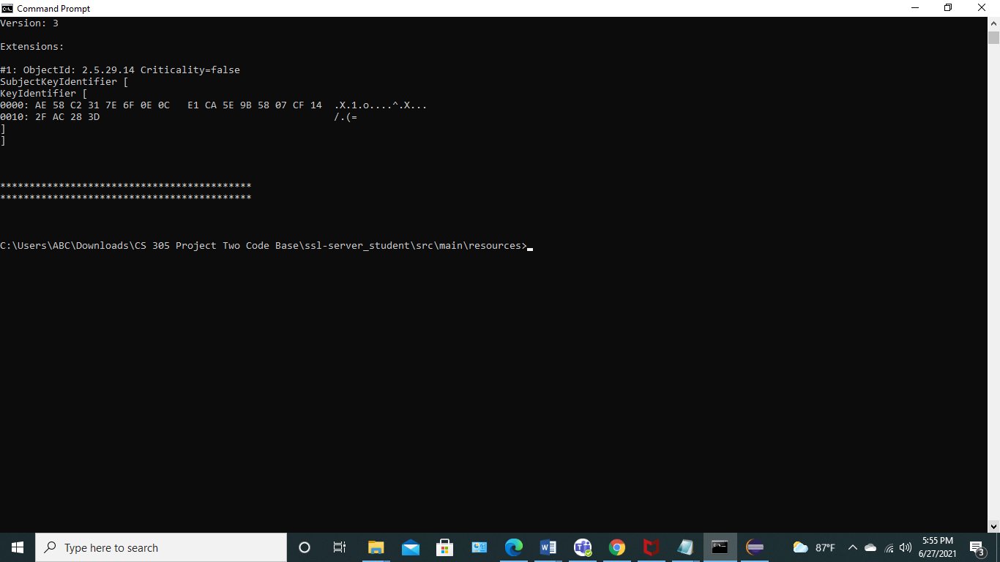 Command Prompt
Version: 3
Extensions:
#1: ObjectId: 2.5.29.14 Criticality=false
SubjectKeyIdentifier [
KeyIdentifier [
0000: AE 58 C2 31 7E 6F 0E 0C   E1 CA 5E 9B 58 07 CF 14  .X.1.o....^.X...
0010: 2F AC 28 3D                                        /.(=
]
]
*******************************************
*******************************************
C:\Users\ABC\Downloads\CS 305 Project Two Code Base\ssl-server_student\src\main\resources>
Type here to search
87°F
5:55 PM
6/27/2021
3